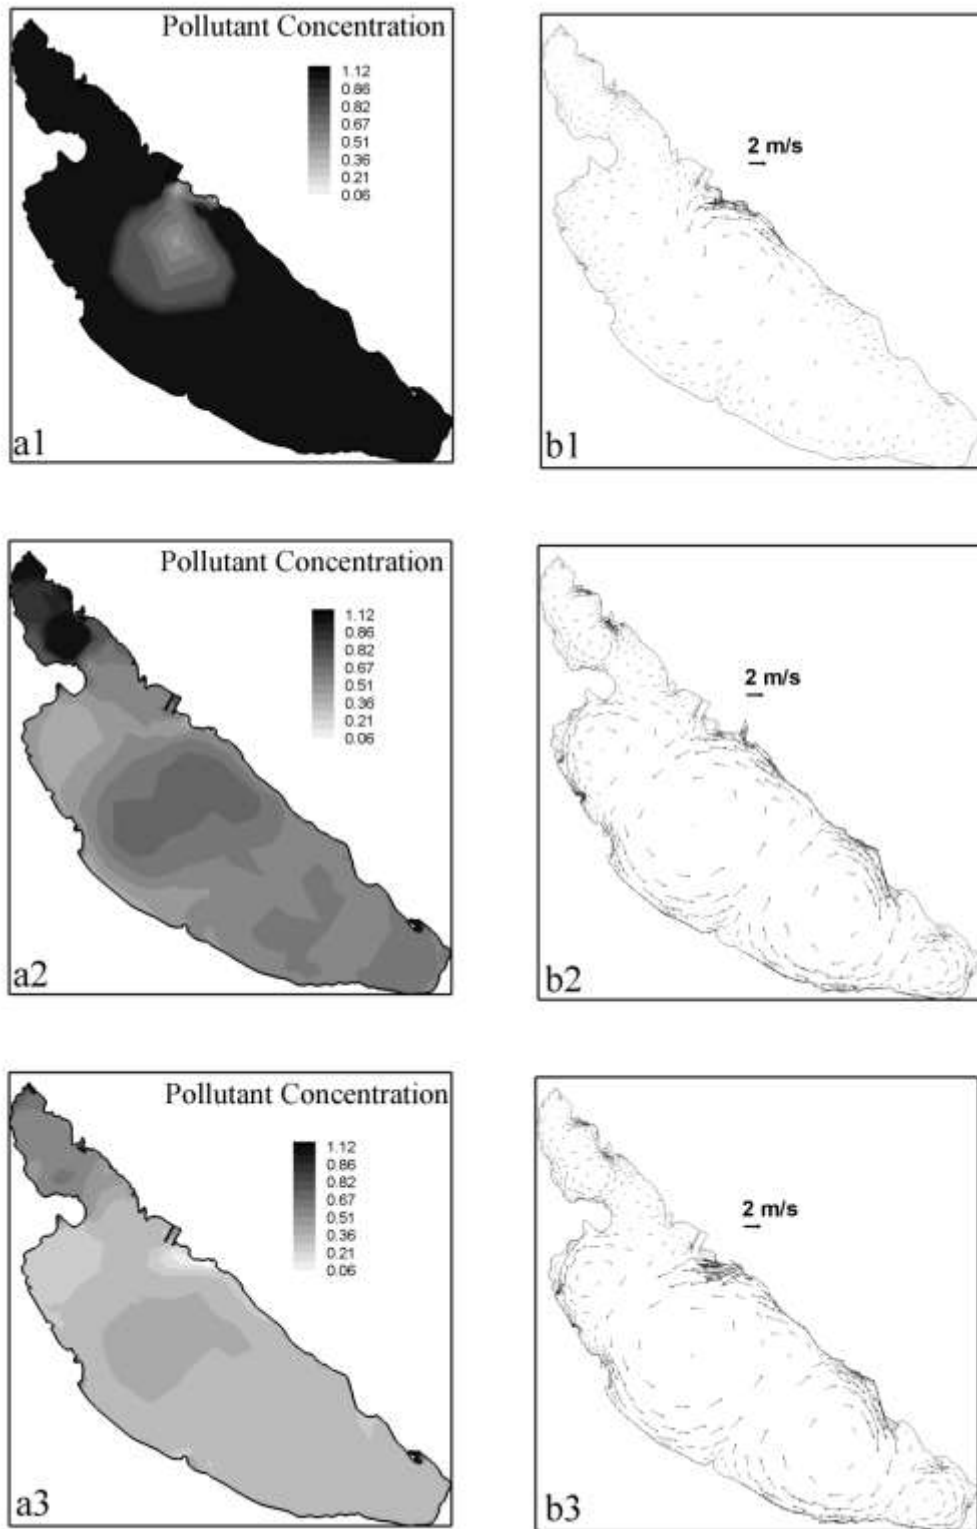 Pollutant Concentration
1.12
0.86
0.82
0.67
0.51
0.36
0.21
0.06
a1
2 m/s
b1
Pollutant Concentration
1.12
0.86
0.82
0.67
0.51
0.36
0.21
0.06
a2
2 m/s
b2
Pollutant Concentration
1.12
0.86
0.82
0.67
0.51
0.36
0.21
0.06
a3
2 m/s
b3